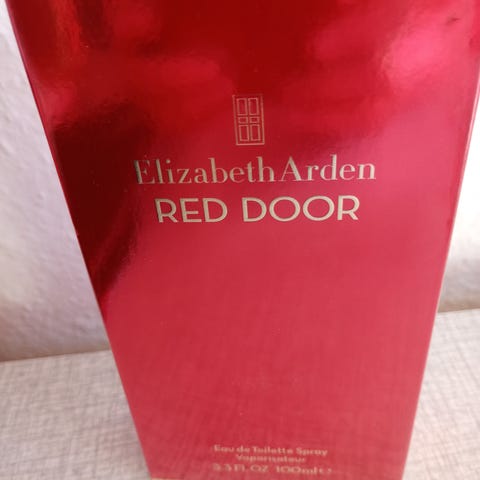 Elizabeth Arden
RED DOOR
Eau de Toilette Spray
Vaporisateur
3.3 FL.OZ. 100ml e